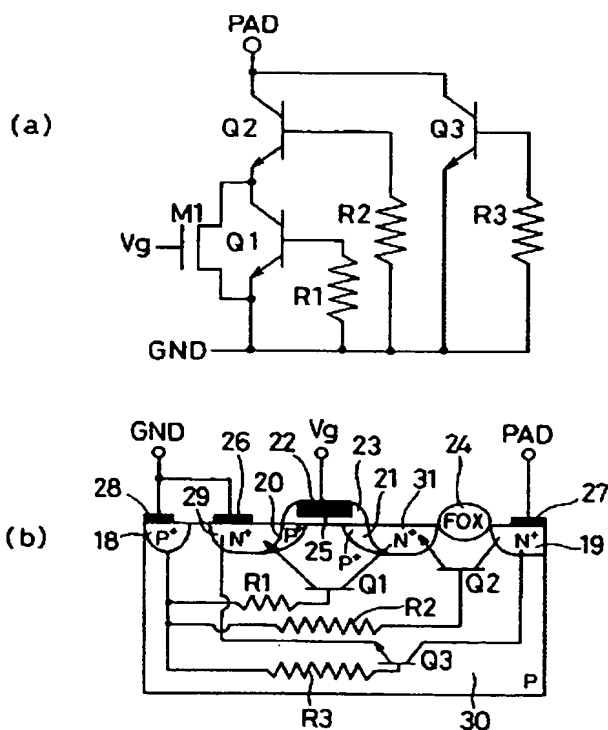 PAD
(a)
Q2
Q3
M1
Vg
Q1
R2
R3
R1
GND
GND
26
22
Vg
23
24
PAD
28
29
20
21
31
27
(b)
18
P+
N+
P+
25
P+
N+
FOX
N+
19
R1
Q1
R2
Q2
Q3
R3
30
P